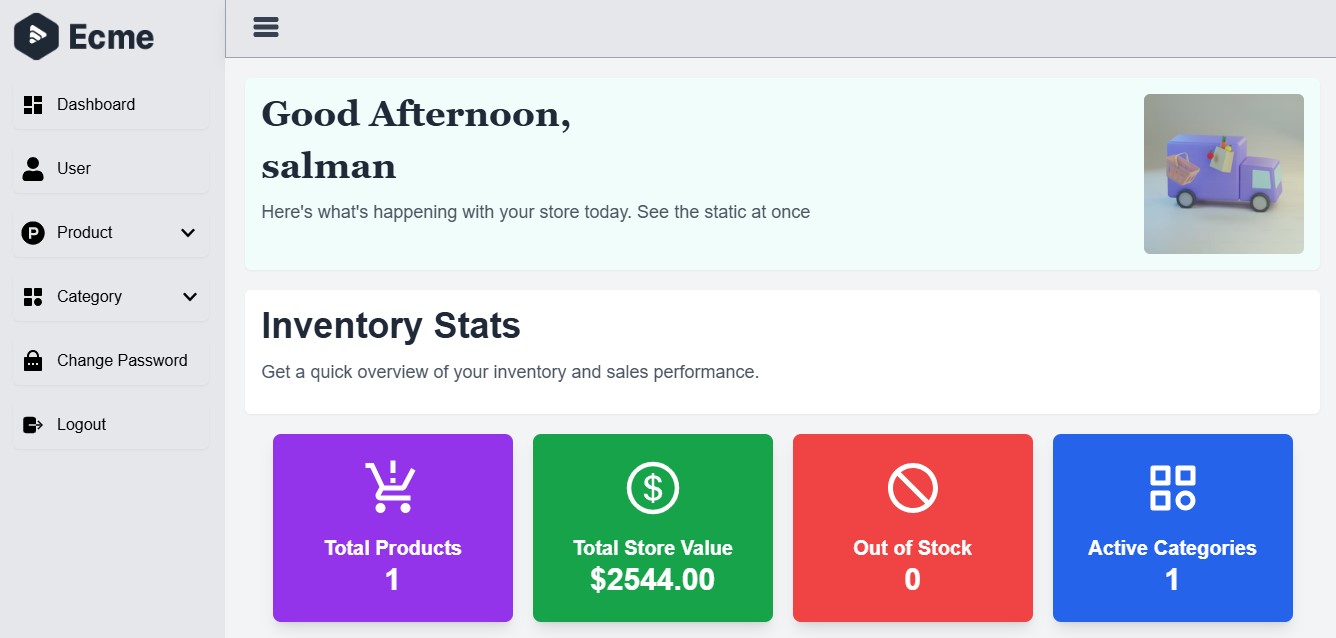 Ecme
Dashboard
User
Product
Category
Change Password
Logout
Good Afternoon,
salman
Here's what's happening with your store today. See the static at once
Inventory Stats
Get a quick overview of your inventory and sales performance.
Total Products
1
Total Store Value
$2544.00
Out of Stock
0
Active Categories
1